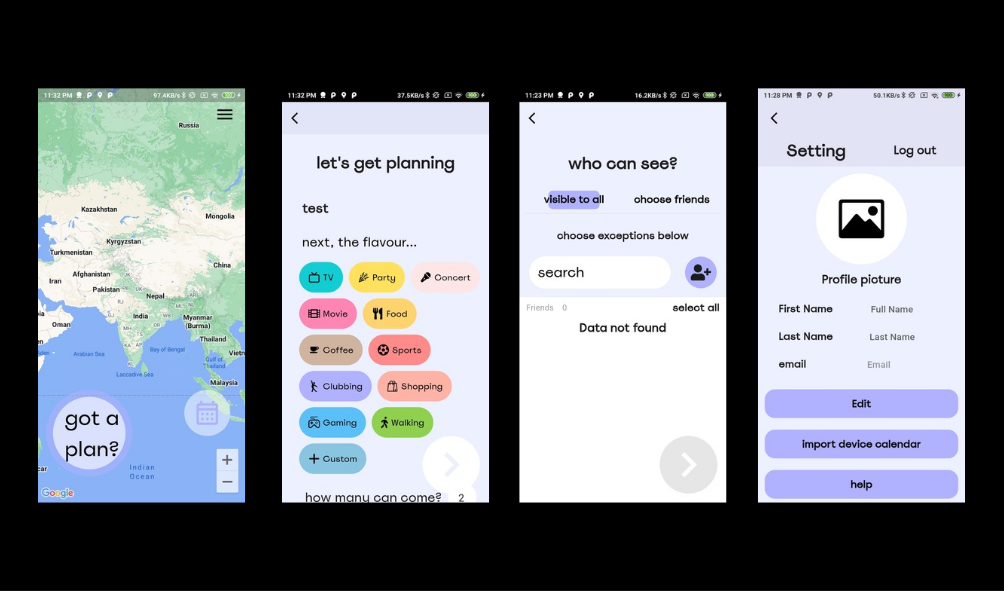 11:33 PM 97.4KB/s
Russia
Kazakhstan
Mongolia
Kyrgyzstan
Turkmenistan
China
Afghanistan
Iran
Pakistan
Nepal
India
Myanmar
(Burma)
Oman
Thailand
Arabian Sea
Bay of Bengal
Vietn
Gulf of
Thailand
Laccadive Sea
Malaysia
got a
plan?
Indian
Ocean
Google
11:32 PM 37.5KB/s
let's get planning
test
next, the flavour...
TV Party Concert
Movie Food
Coffee Sports
Clubbing Shopping
Gaming Walking
+ Custom
how many can come? 2
11:23 PM 16.2KB/s
who can see?
visible to all choose friends
choose exceptions below
search
Friends 0 select all
Data not found
11:28 PM 50.1KB/s
Setting Log out
Profile picture
First Name Full Name
Last Name Last Name
email Email
Edit
import device calendar
help